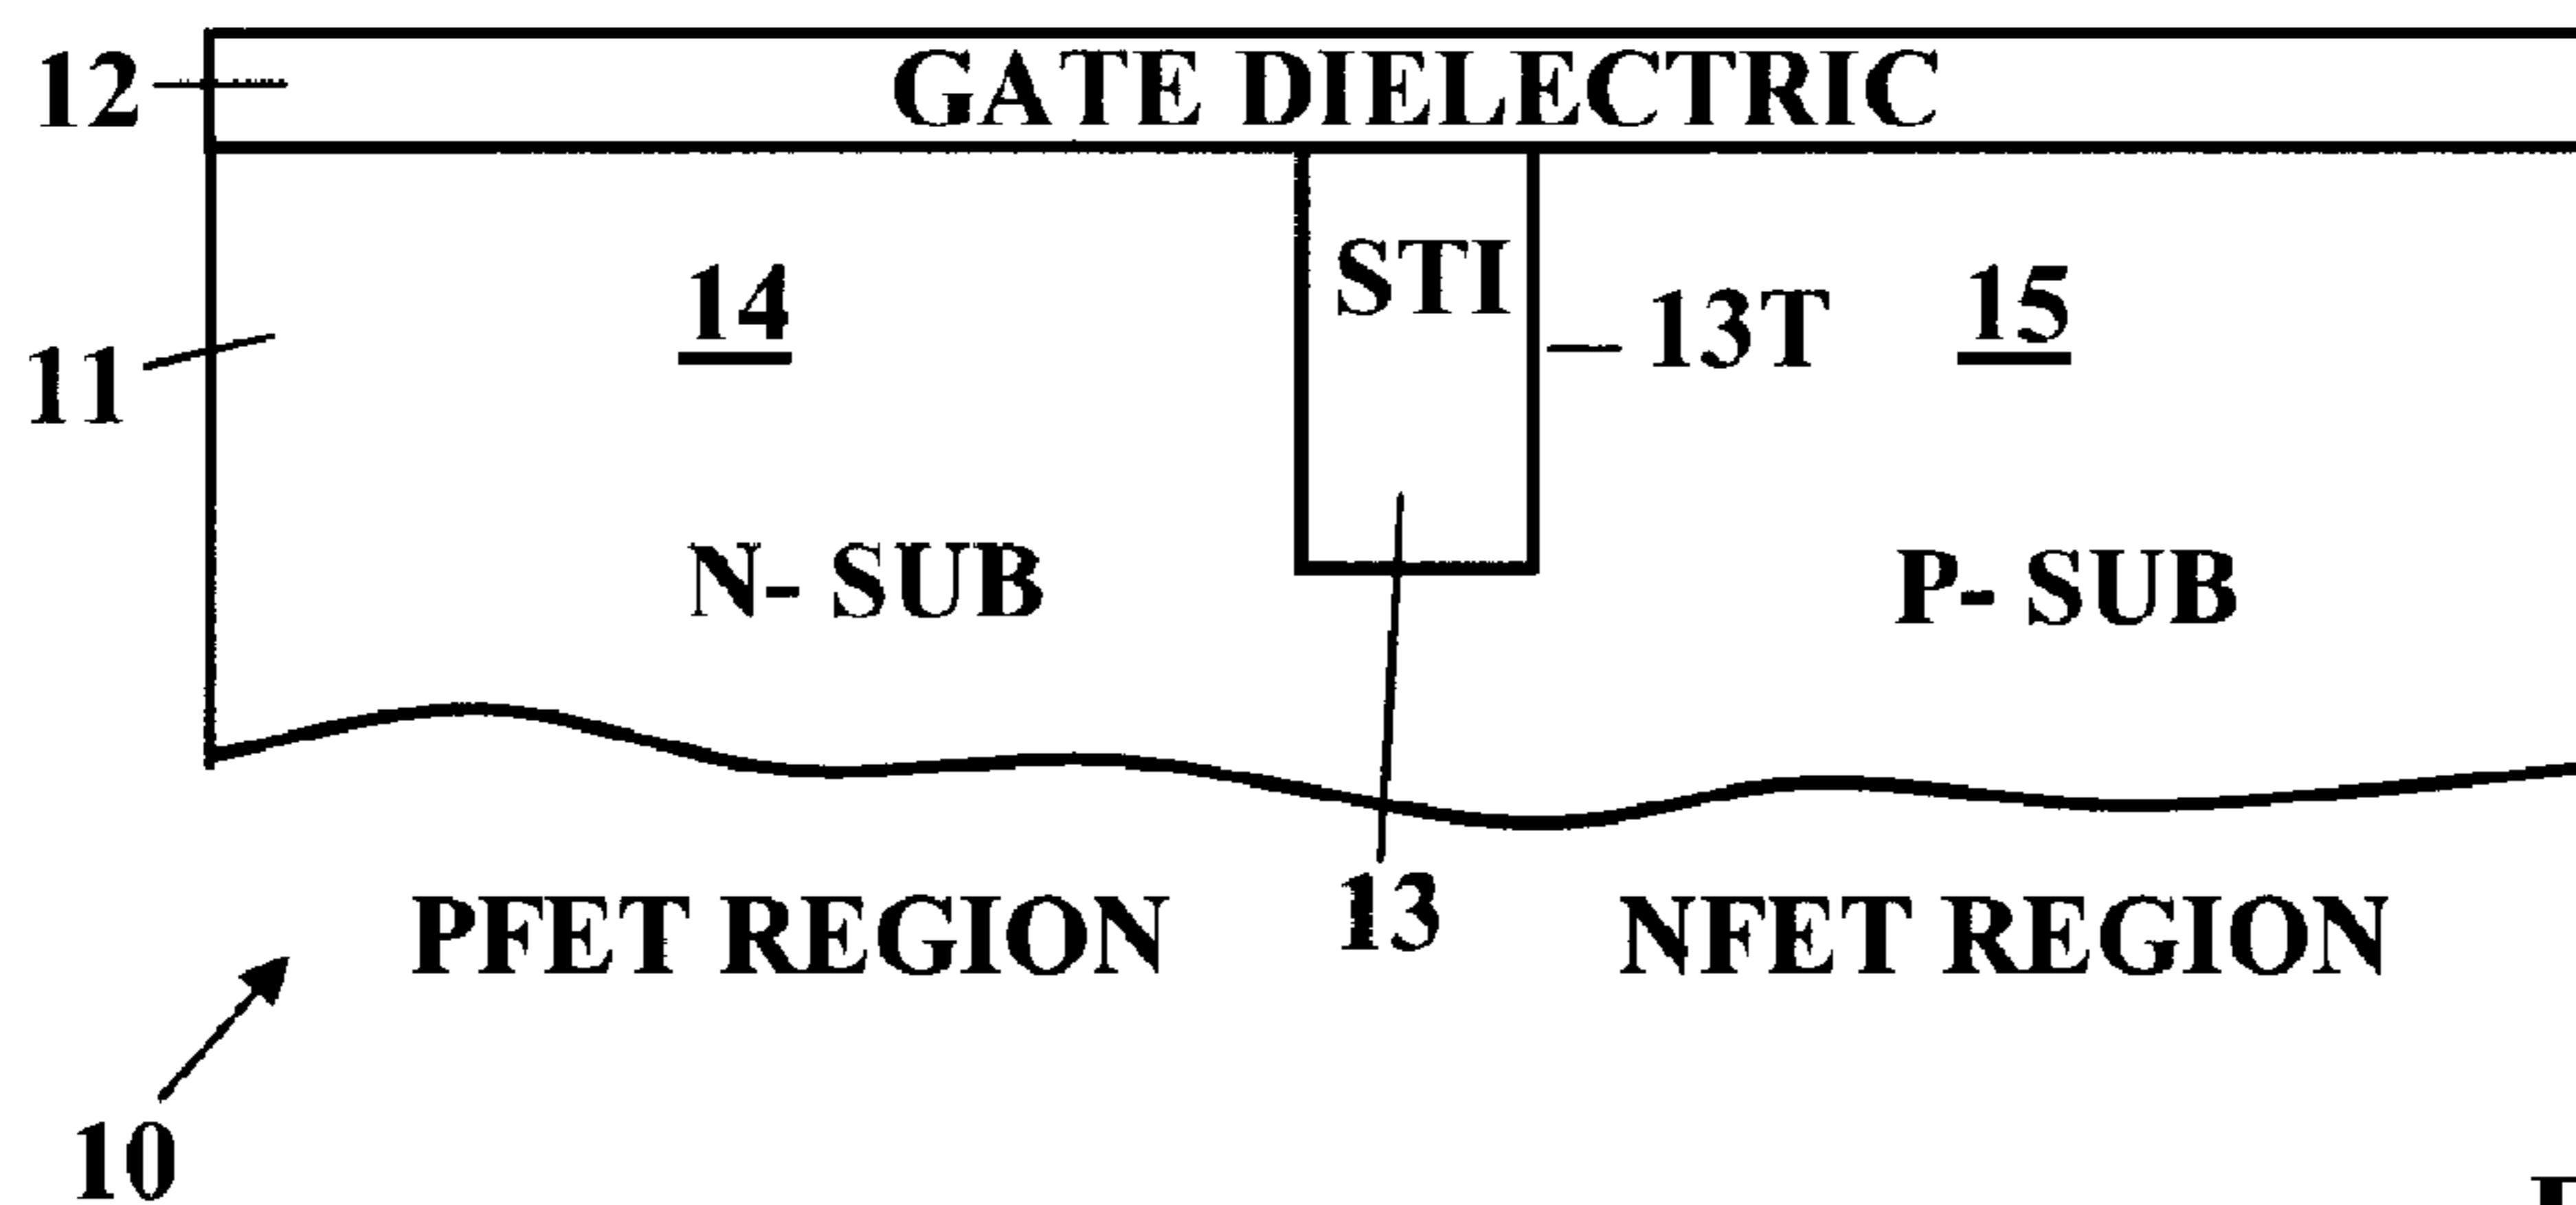 12 GATE DIELECTRIC
STI
14 13T 15
11
N- SUB P- SUB
13
PFET REGION NFET REGION
10